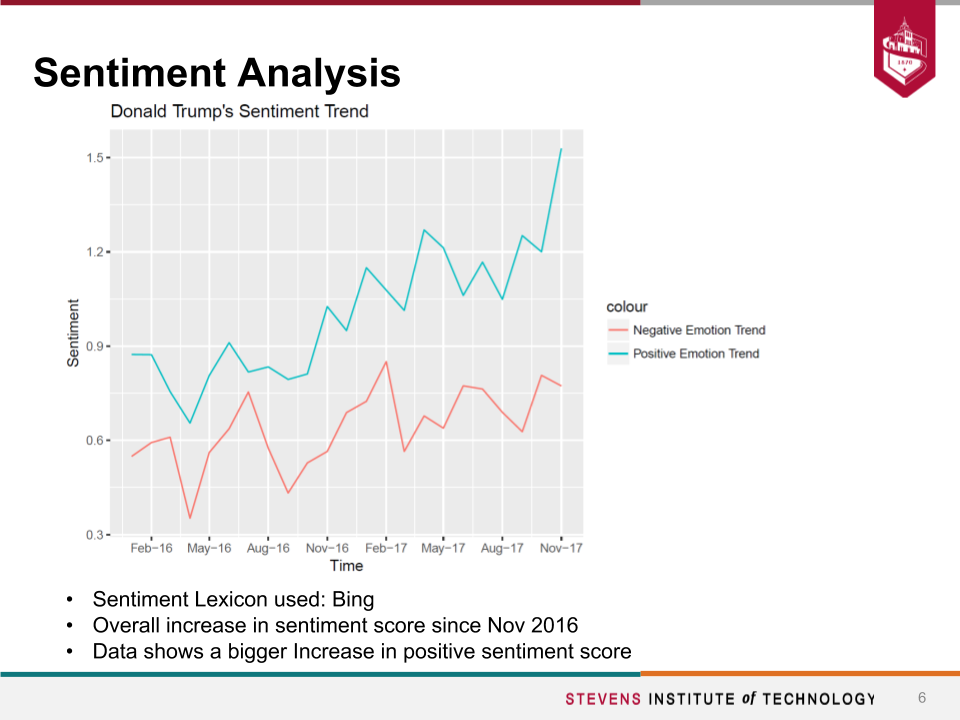 Sentiment Analysis
1870
Donald Trump's Sentiment Trend
1.5
1.2
0.9
0.6
0.3
Sentiment
Feb-16 May-16 Aug-16 Nov-16 Feb-17 May-17 Aug-17 Nov-17
Time
colour
Negative Emotion Trend
Positive Emotion Trend
• Sentiment Lexicon used: Bing
• Overall increase in sentiment score since Nov 2016
• Data shows a bigger Increase in positive sentiment score
STEVENS INSTITUTE of TECHNOLOGY
6